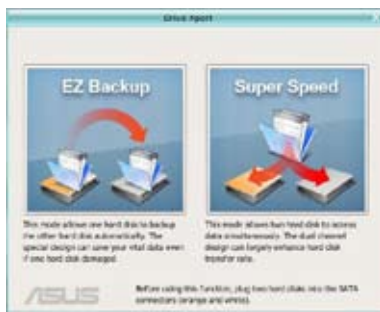 Drive Xpert
EZ Backup
Super Speed
This mode allows one hard disk to backup
the other hard disk automatically. The
special design can save your vital data even
if one hard disk damaged.
This mode allows two hard disk to access
data simultaneously. The dual channel
design can largely enhance hard disk
transfer rate.
ASUS
Before using this function, plug two hard disks into the SATA
connectors (orange and white).